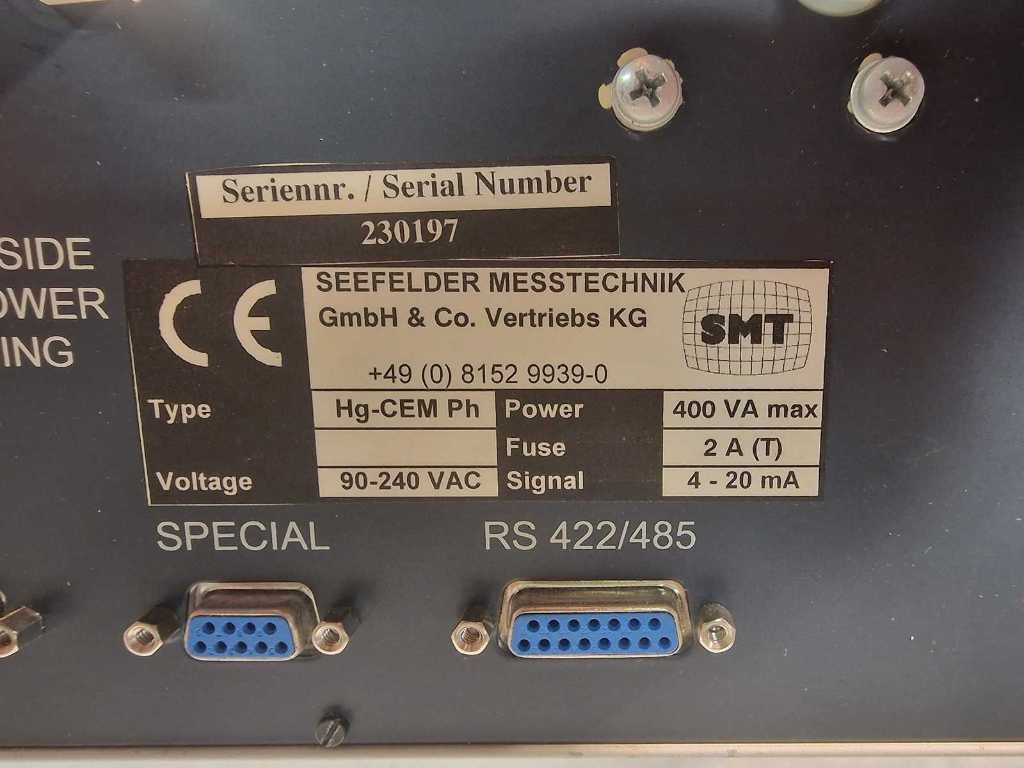 Seriennr. / Serial Number
230197
SIDE
OWER
ING
CE
SEEFELDER MESSTECHNIK
GmbH & Co. Vertriebs KG
+49 (0) 8152 9939-0
SMT
Type Hg-CEM Ph Power 400 VA max
Fuse 2 A (T)
Voltage 90-240 VAC Signal 4 - 20 mA
SPECIAL RS 422/485